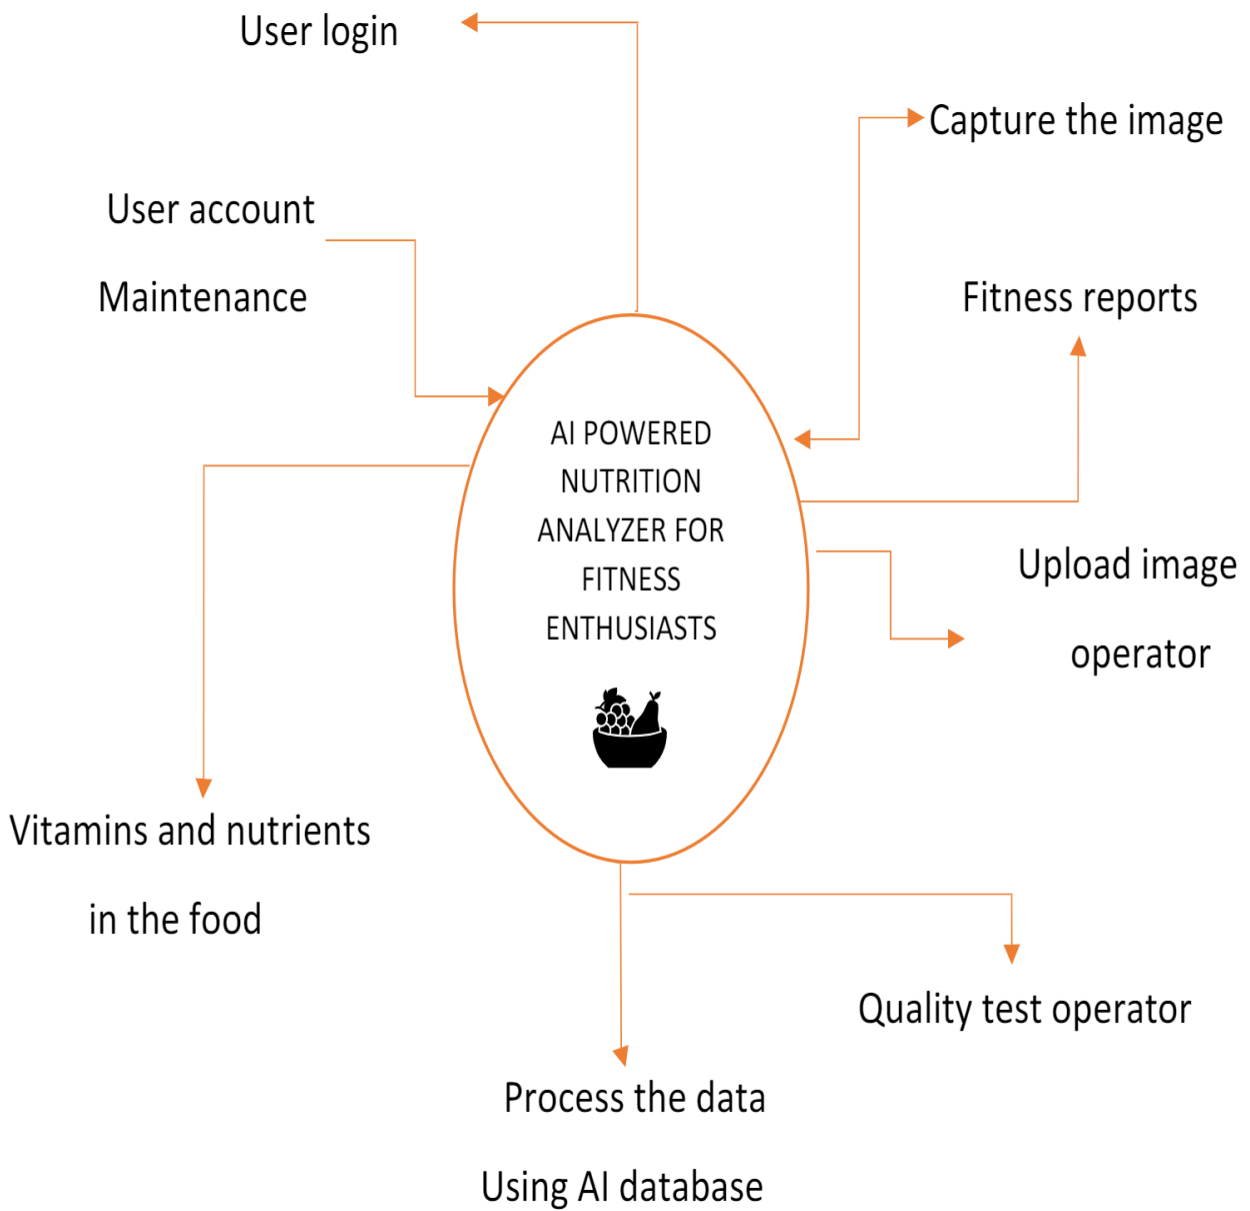 User login
Capture the image
User account
Maintenance
Fitness reports
AI POWERED
NUTRITION
ANALYZER FOR
FITNESS
ENTHUSIASTS
Upload image
operator
Vitamins and nutrients
in the food
Quality test operator
Process the data
Using AI database